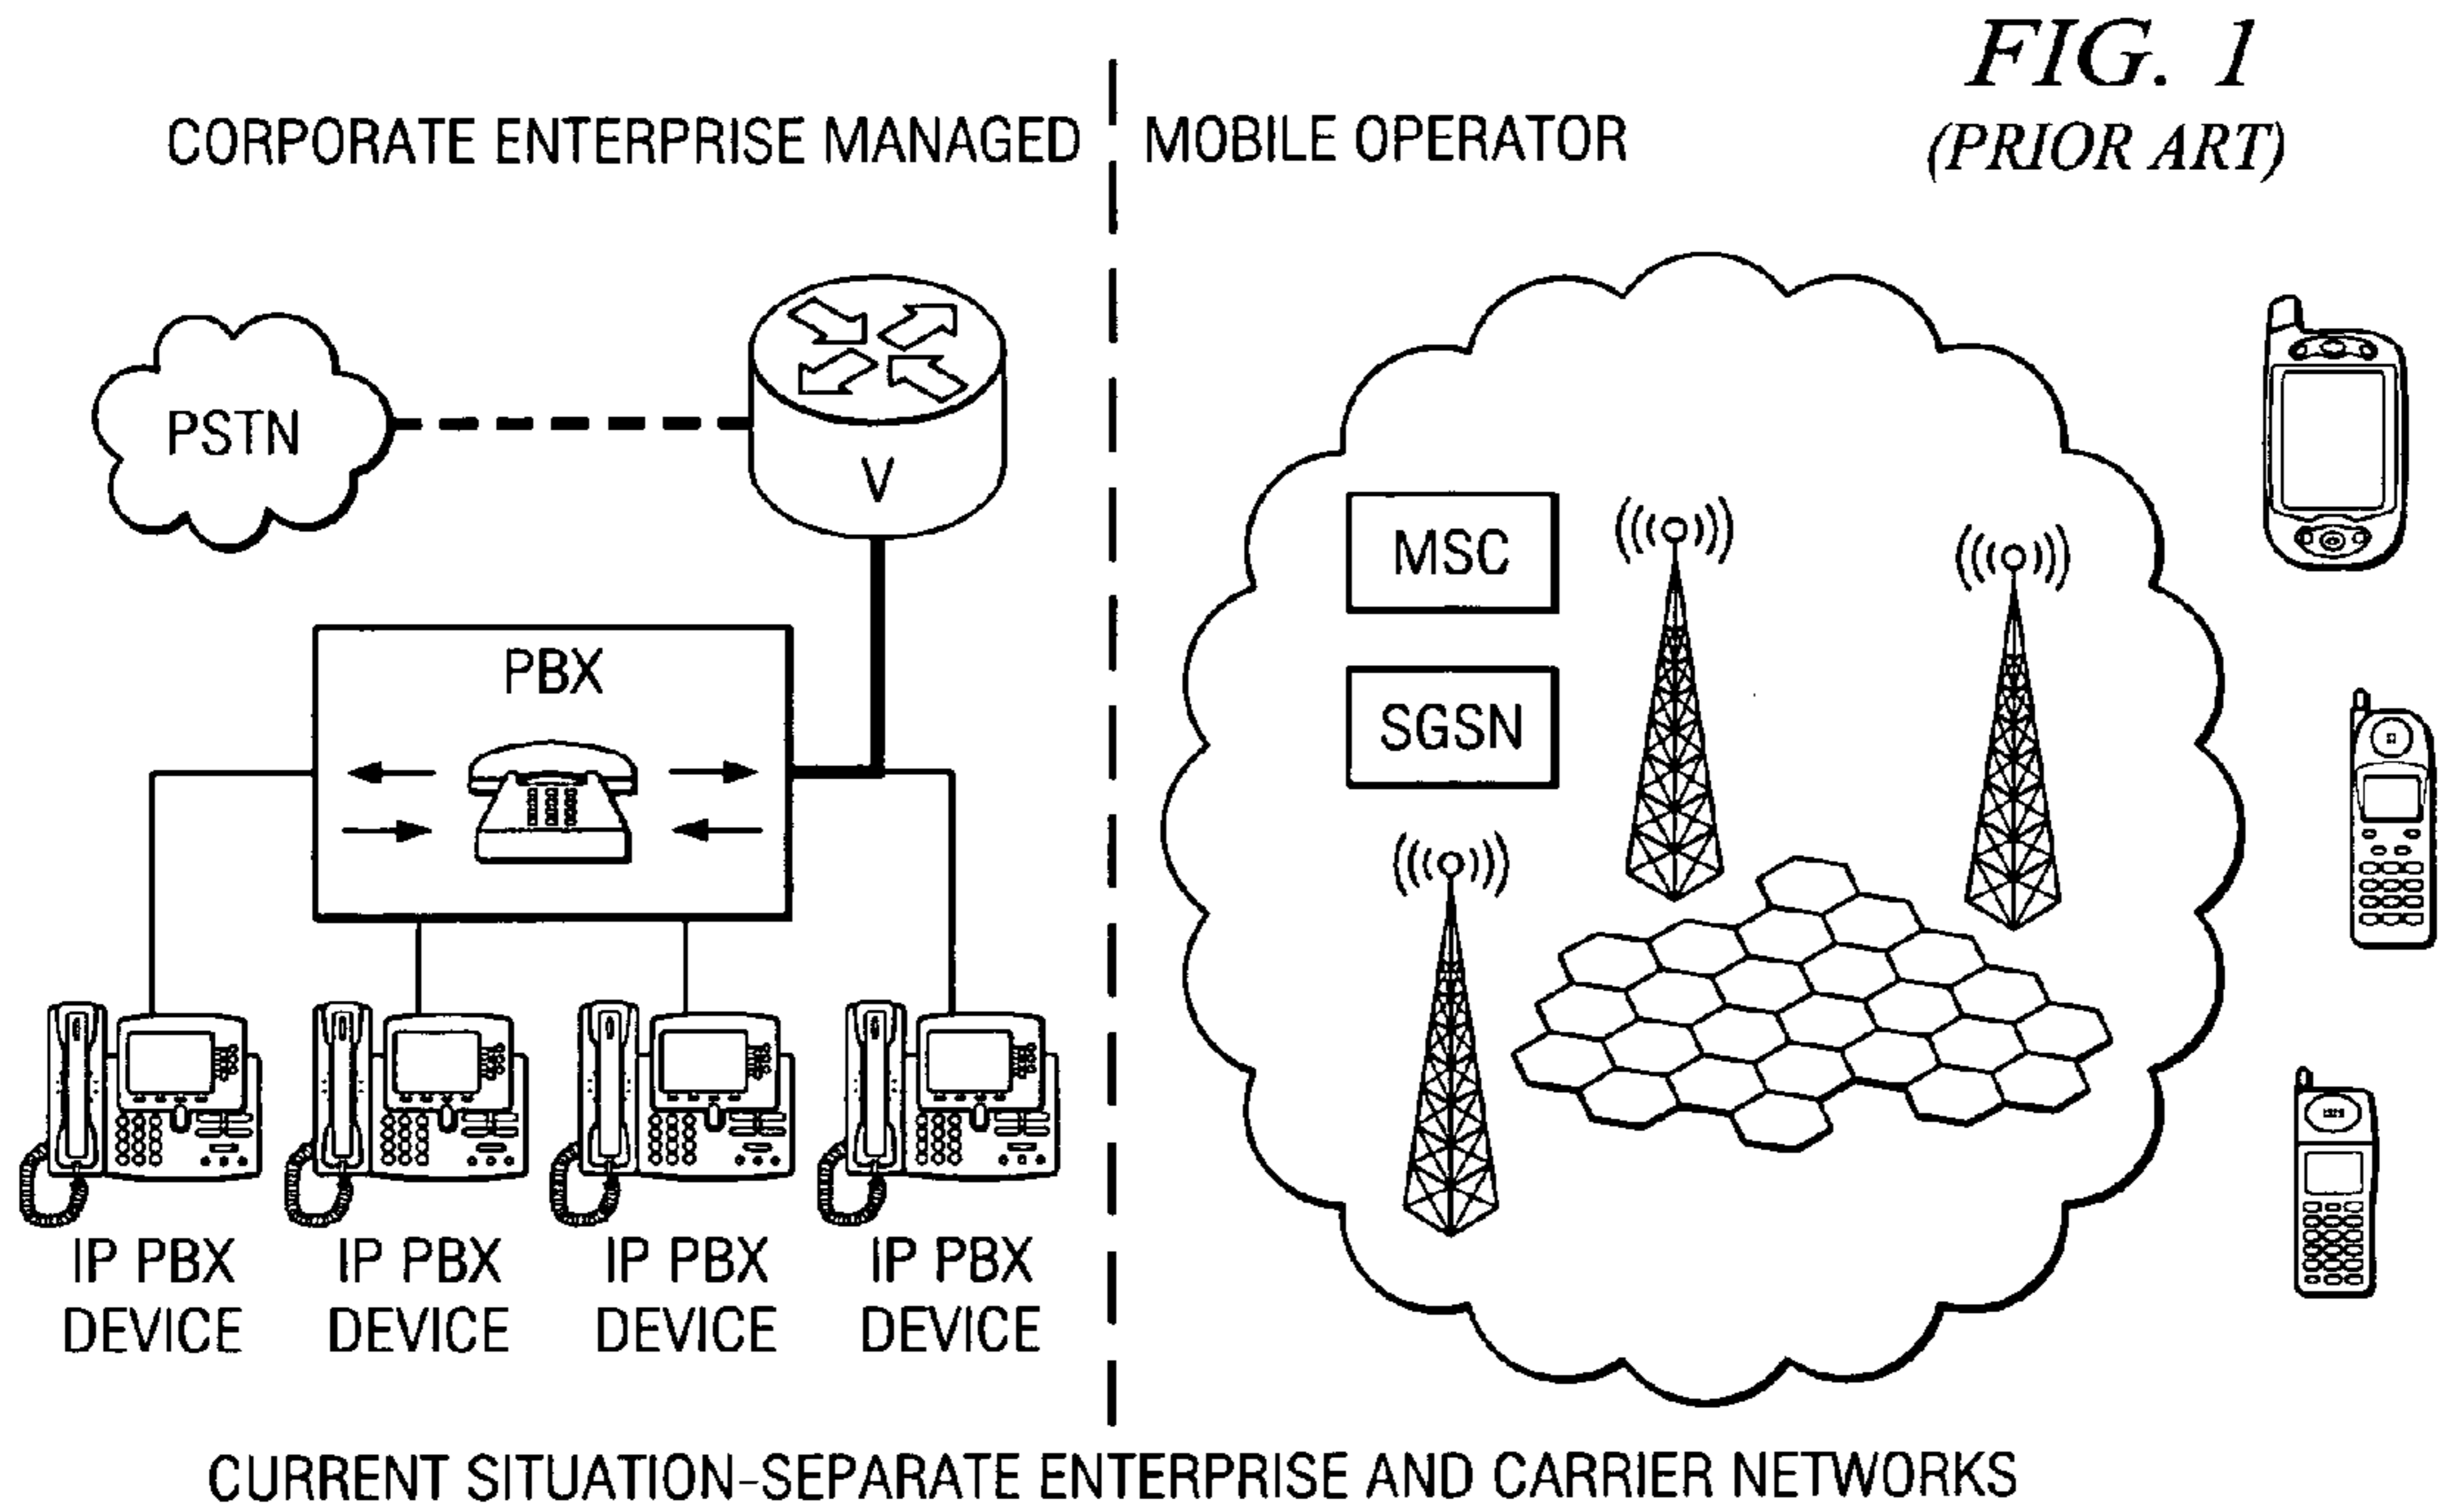 FIG. 1
(PRIOR ART)
CORPORATE ENTERPRISE MANAGED
MOBILE OPERATOR
PSTN
V
MSC
SGSN
PBX
IP PBX
DEVICE
IP PBX
DEVICE
IP PBX
DEVICE
IP PBX
DEVICE
CURRENT SITUATION-SEPARATE ENTERPRISE AND CARRIER NETWORKS